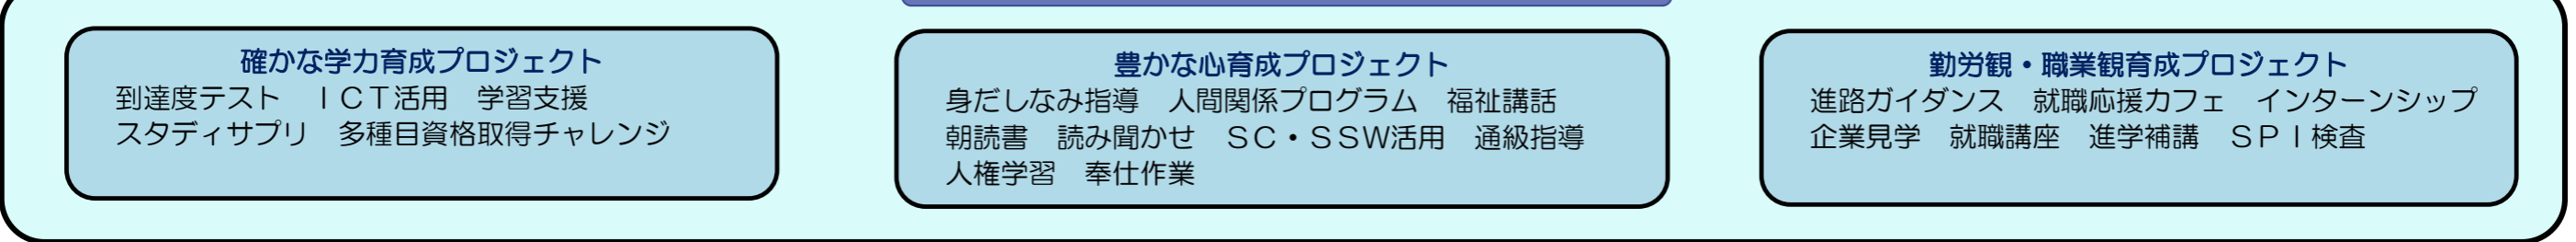 確かな学力育成プロジェクト
到達度テスト　ＩＣＴ活用　学習支援
スタディサプリ　多種目資格取得チャレンジ
豊かな心育成プロジェクト
身だしなみ指導　人間関係プログラム　福祉講話
朝読書　読み聞かせ　ＳＣ・ＳＳＷ活用　通級指導
人権学習　奉仕作業
勤労観・職業観育成プロジェクト
進路ガイダンス　就職応援カフェ　インターンシップ
企業見学　就職講座　進学補講　ＳＰＩ検査